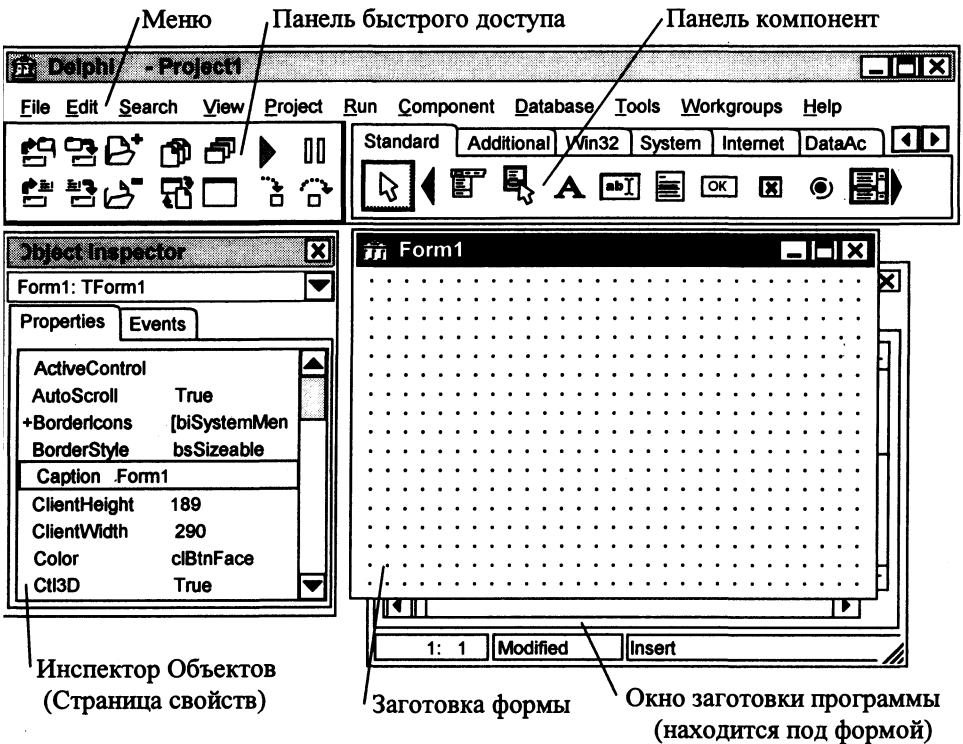 Меню
Панель быстрого доступа
Панель компонент
Delphi - Project1
File Edit Search View Project Run Component Database Tools Workgroups Help
Standard Additional Win32 System Internet DataAc
A ab OK
Object Inspector
Form1: TForm1
Properties Events
ActiveControl
AutoScroll True
+BorderIcons [biSystemMen
BorderStyle bsSizeable
Caption Form1
ClientHeight 189
ClientWidth 290
Color clBtnFace
Ctl3D True
Form1
1: 1 Modified Insert
Инспектор Объектов
(Страница свойств)
Заготовка формы
Окно заготовки программы
(находится под формой)